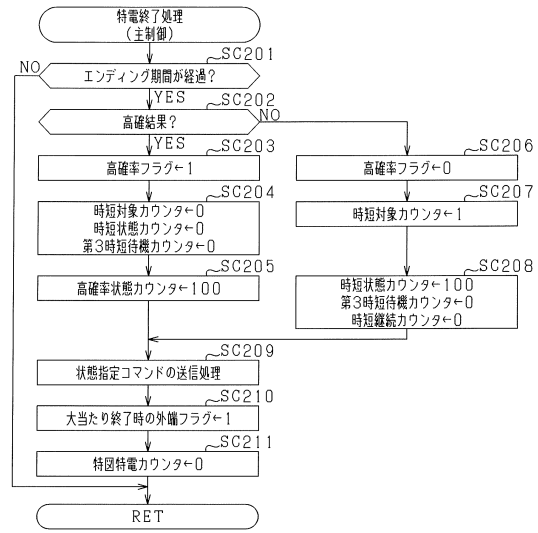 特電終了処理
（主制御）
SC201
エンディング期間が経過？
NO
YES
SC202
高確結果？
NO
YES
SC203
高確率フラグ←1
SC204
時短対象カウンタ←0
時短状態カウンタ←0
第3時短待機カウンタ←0
SC205
高確率状態カウンタ←100
SC206
高確率フラグ←0
SC207
時短対象カウンタ←1
SC208
時短状態カウンタ←100
第3時短待機カウンタ←0
時短継続カウンタ←0
SC209
状態指定コマンドの送信処理
SC210
大当たり終了時の外端フラグ←1
SC211
特図特電カウンタ←0
RET